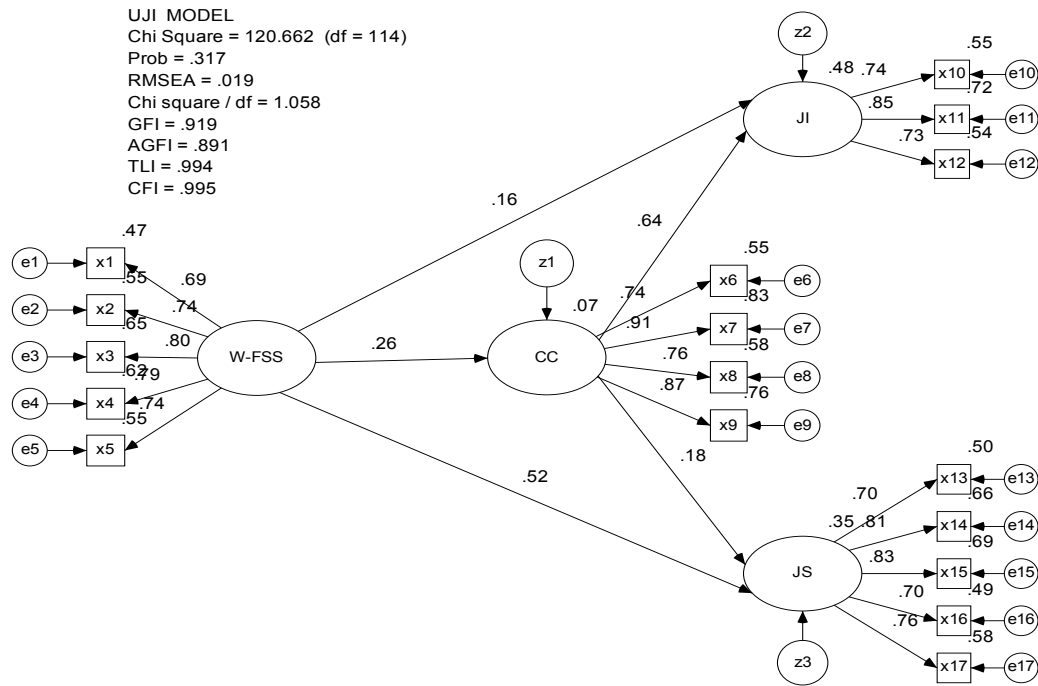 UJI MODEL
Chi Square = 120.662 (df = 114)
Prob = .317
RMSEA = .019
Chi square / df = 1.058
GFI = .919
AGFI = .891
TLI = .994
CFI = .995
z2
.48
.74
.55
x10
e10
JI
.85
.72
x11
e11
.73
.54
x12
e12
.16
.64
.47
e1
x1
.69
.55
e2
x2
.74
.65
e3
x3
.80
.62
e4
x4
.79
.55
e5
x5
.74
W-FSS
.26
z1
.07
CC
.74
.55
x6
e6
.91
.83
x7
e7
.76
.58
x8
e8
.87
.76
x9
e9
.18
.52
.35
JS
z3
.70
.50
x13
e13
.81
.66
x14
e14
.83
.69
x15
e15
.70
.49
x16
e16
.76
.58
x17
e17